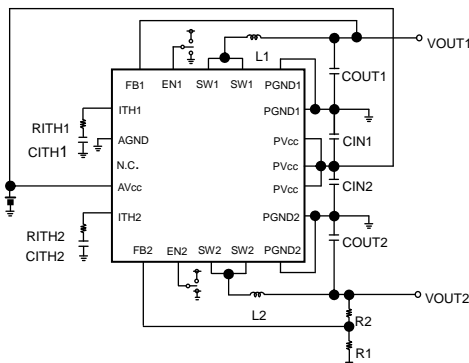 VOUT1
L1
COUT1
FB1 EN1 SW1 SW1 PGND1
ITH1
PGND1
RITH1
CITH1
AGND
CIN1
PVcc
N.C.
PVcc
AVcc
PVcc
CIN2
ITH2
PGND2
RITH2
CITH2
FB2 EN2 SW2 SW2 PGND2
COUT2
VOUT2
L2
R2
R1